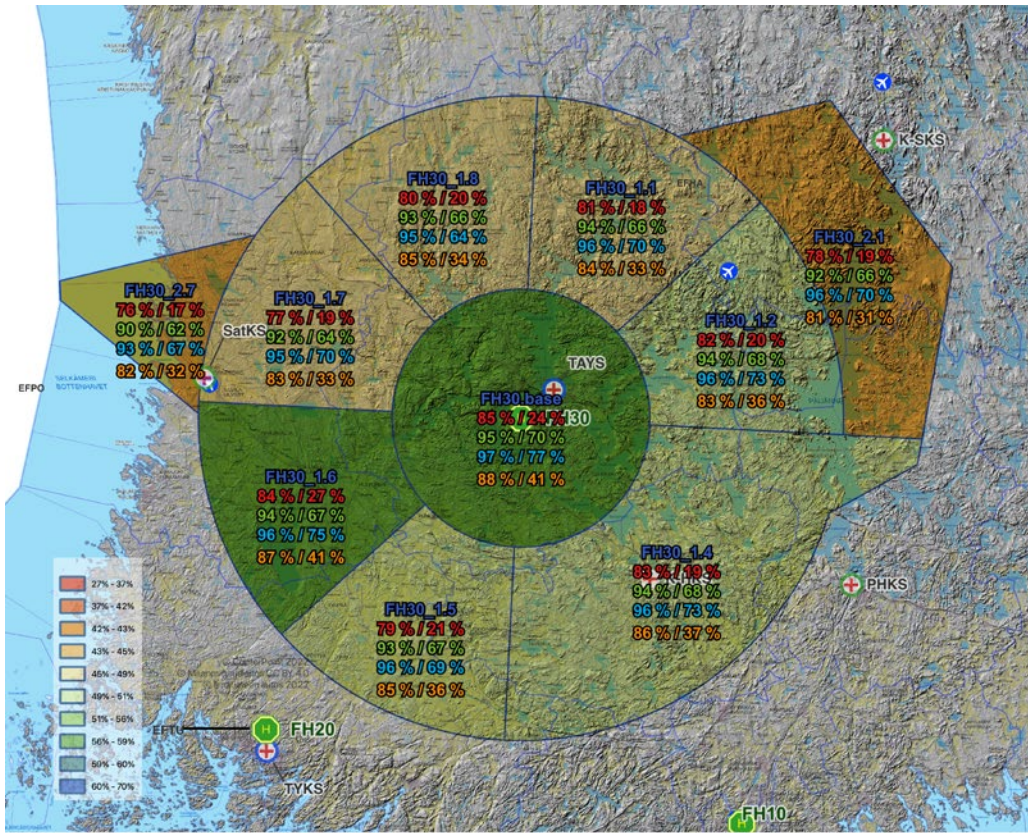 K-SKS
FH30_1.8
80 % / 20 %
93 % / 66 %
95 % / 64 %
85 % / 34 %
FH30_1.1
81 % / 18 %
94 % / 66 %
96 % / 70 %
84 % / 33 %
EFHA
FH30_2.1
78 % / 19 %
92 % / 66 %
96 % / 70 %
81 % / 31 %
FH30_2.7
76 % / 17 %
90 % / 62 %
93 % / 67 %
82 % / 32 %
FH30_1.7
77 % / 19 %
92 % / 64 %
95 % / 70 %
83 % / 33 %
SatKS
FH30_1.2
82 % / 20 %
94 % / 68 %
96 % / 73 %
83 % / 36 %
EFPO
SELKÄMERI
BOTTENHAVET
TAYS
FH30 base
85 % / 24 %
95 % / 70 %
97 % / 77 %
88 % / 41 %
FH30_1.6
84 % / 27 %
94 % / 67 %
96 % / 75 %
87 % / 41 %
FH30_1.4
83 % / 19 %
94 % / 68 %
96 % / 73 %
86 % / 37 %
PHKS
FH30_1.5
79 % / 21 %
93 % / 67 %
96 % / 69 %
85 % / 36 %
27% - 37%
37% - 42%
42% - 43%
43% - 45%
45% - 49%
49% - 51%
51% - 56%
56% - 59%
59% - 60%
60% - 70%
EFTU
H
FH20
TYKS
FH10
H